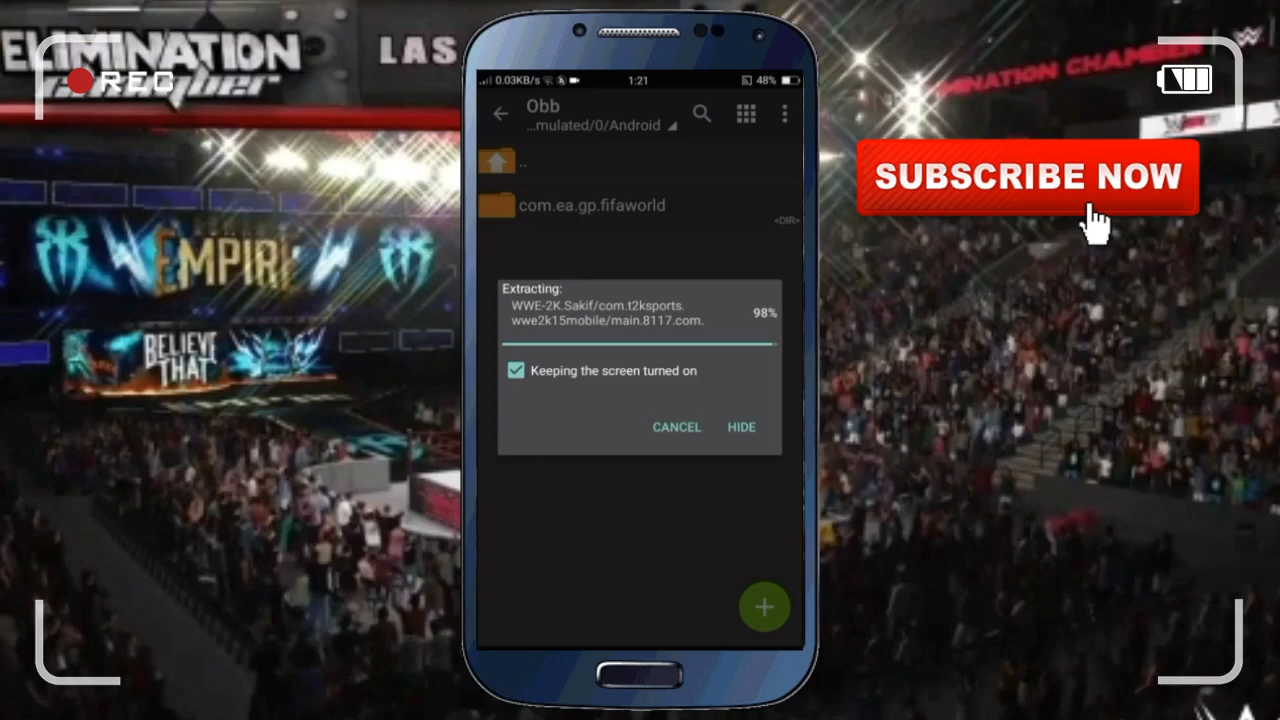 ELIMINATION
Chamber
LAS
REC
MINATION CHAMBER
SUBSCRIBE NOW
EMPIRE
BELIEVE
THAT
0.03KB/s
1:21
48%
Obb
...mulated/0/Android
..
com.ea.gp.fifaworld
<DIR>
Extracting:
WWE-2K.Sakif/com.t2ksports.
wwe2k15mobile/main.8117.com.
98%
Keeping the screen turned on
CANCEL
HIDE